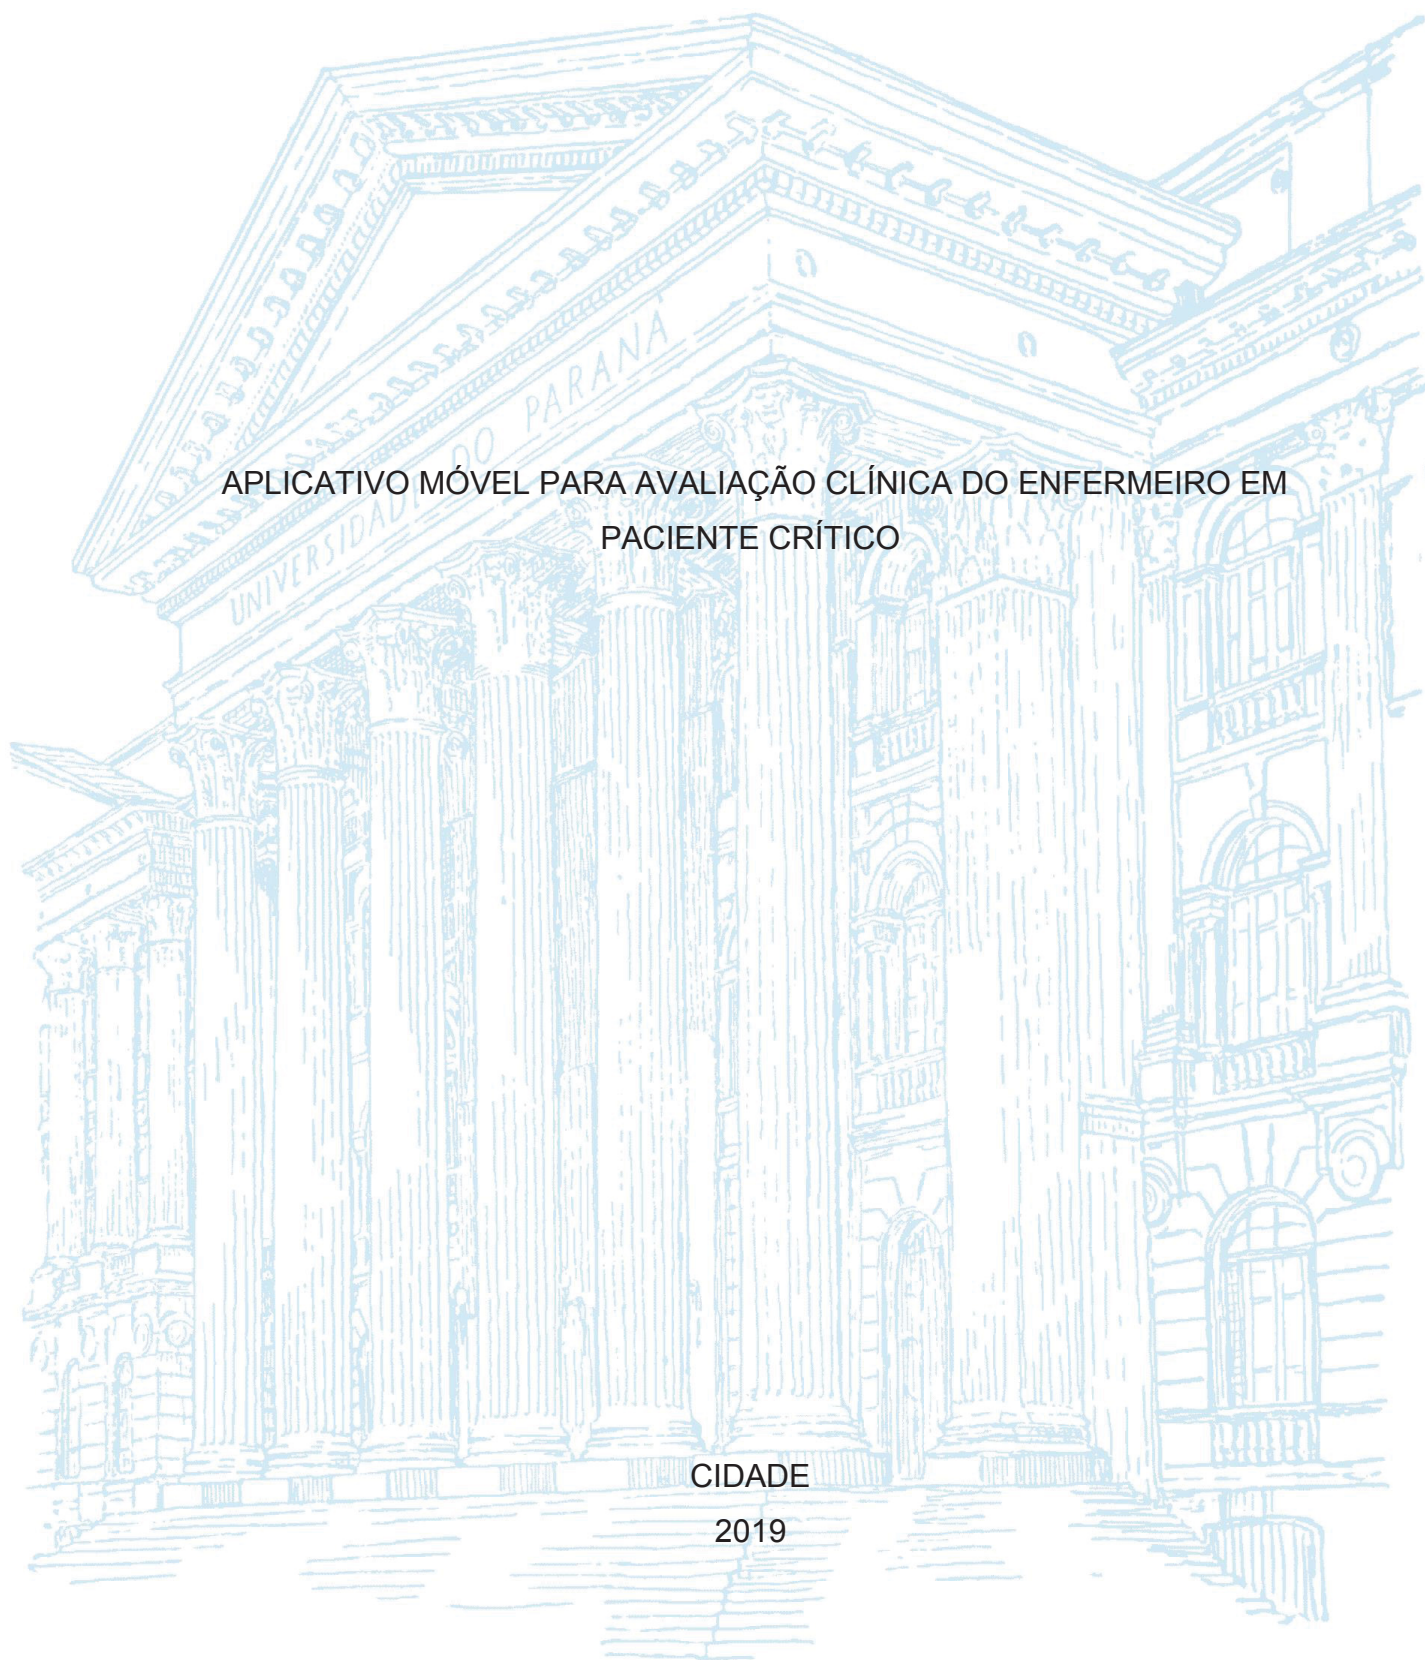 UNIVERSIDADE DO PARANÁ
APLICATIVO MÓVEL PARA AVALIAÇÃO CLÍNICA DO ENFERMEIRO EM
PACIENTE CRÍTICO
CIDADE
2019